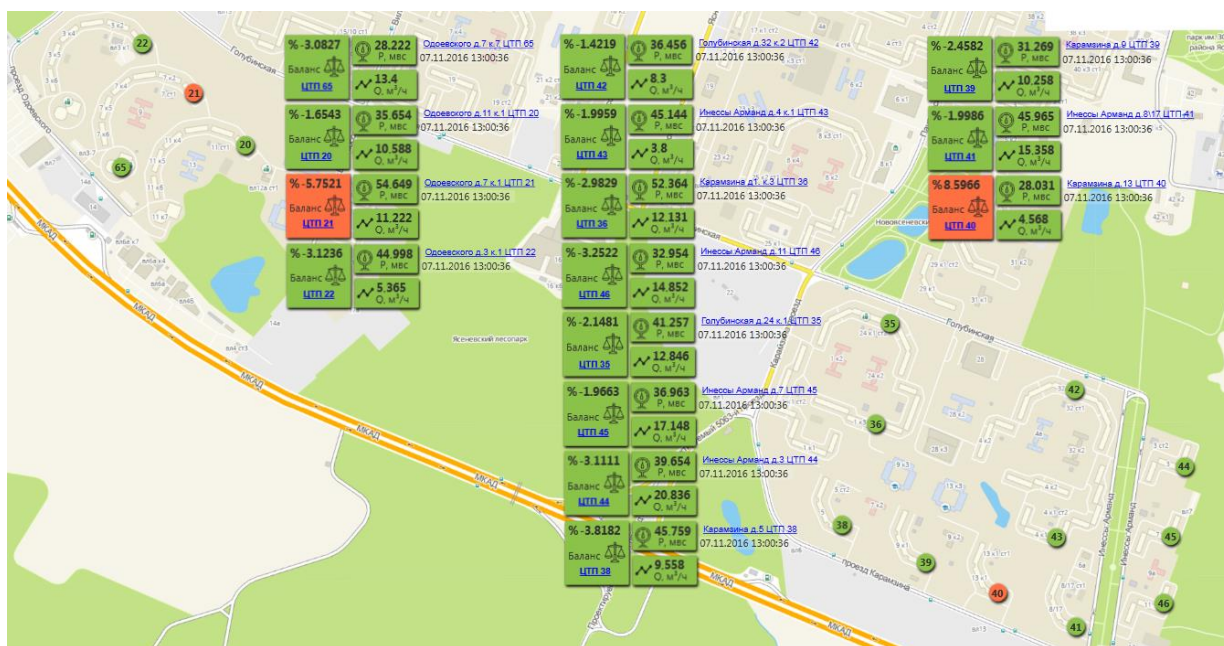 % -3.0827
Баланс
ЦТП 65
28.222
Р, мвс
13.4
Q, м³/ч
Одоевского д.7 к.7 ЦТП 65
07.11.2016 13:00:36
% -1.6543
Баланс
ЦТП 20
35.654
Р, мвс
10.588
Q, м³/ч
Одоевского д.11 к.1 ЦТП 20
07.11.2016 13:00:36
% -5.7521
Баланс
ЦТП 21
54.649
Р, мвс
11.222
Q, м³/ч
Одоевского д.7 к.1 ЦТП 21
07.11.2016 13:00:36
% -3.1236
Баланс
ЦТП 22
44.998
Р, мвс
5.365
Q, м³/ч
Одоевского д.3 к.1 ЦТП 22
07.11.2016 13:00:36
% -1.4219
Баланс
ЦТП 42
36.456
Р, мвс
8.3
Q, м³/ч
Голубинская д.32 к.2 ЦТП 42
07.11.2016 13:00:36
% -1.9959
Баланс
ЦТП 43
45.144
Р, мвс
3.8
Q, м³/ч
Инессы Арманд д.4 к.1 ЦТП 43
07.11.2016 13:00:36
% -2.9829
Баланс
ЦТП 36
52.364
Р, мвс
12.131
Q, м³/ч
Карамзина д1, к.3 ЦТП 36
07.11.2016 13:00:36
% -3.2522
Баланс
ЦТП 46
32.954
Р, мвс
14.852
Q, м³/ч
Инессы Арманд д.11 ЦТП 46
07.11.2016 13:00:36
% -2.1481
Баланс
ЦТП 35
41.257
Р, мвс
12.846
Q, м³/ч
Голубинская д.24 к.1 ЦТП 35
07.11.2016 13:00:36
% -1.9663
Баланс
ЦТП 45
36.963
Р, мвс
17.148
Q, м³/ч
Инессы Арманд д.7 ЦТП 45
07.11.2016 13:00:36
% -3.1111
Баланс
ЦТП 44
39.654
Р, мвс
20.836
Q, м³/ч
Инессы Арманд д.3 ЦТП 44
07.11.2016 13:00:36
% -3.8182
Баланс
ЦТП 38
45.759
Р, мвс
9.558
Q, м³/ч
Карамзина д.5 ЦТП 38
07.11.2016 13:00:36
% -2.4582
Баланс
ЦТП 39
31.269
Р, мвс
10.258
Q, м³/ч
Карамзина д.9 ЦТП 39
07.11.2016 13:00:36
% -1.9986
Баланс
ЦТП 41
45.965
Р, мвс
15.358
Q, м³/ч
Инессы Арманд д.8\17 ЦТП 41
07.11.2016 13:00:36
% 8.5966
Баланс
ЦТП 40
28.031
Р, мвс
4.568
Q, м³/ч
Карамзина д.13 ЦТП 40
07.11.2016 13:00:36
22
21
20
65
35
42
36
44
38
43
45
39
40
46
41
проезд Одоевского
Голубинская
МКАД
МКАД
МКАД
МКАД
МКАД
МКАД
Ясеневский лесопарк
Новоясеневский
Голубинская
Инессы Арманд
Инессы Арманд
проезд Карамзина